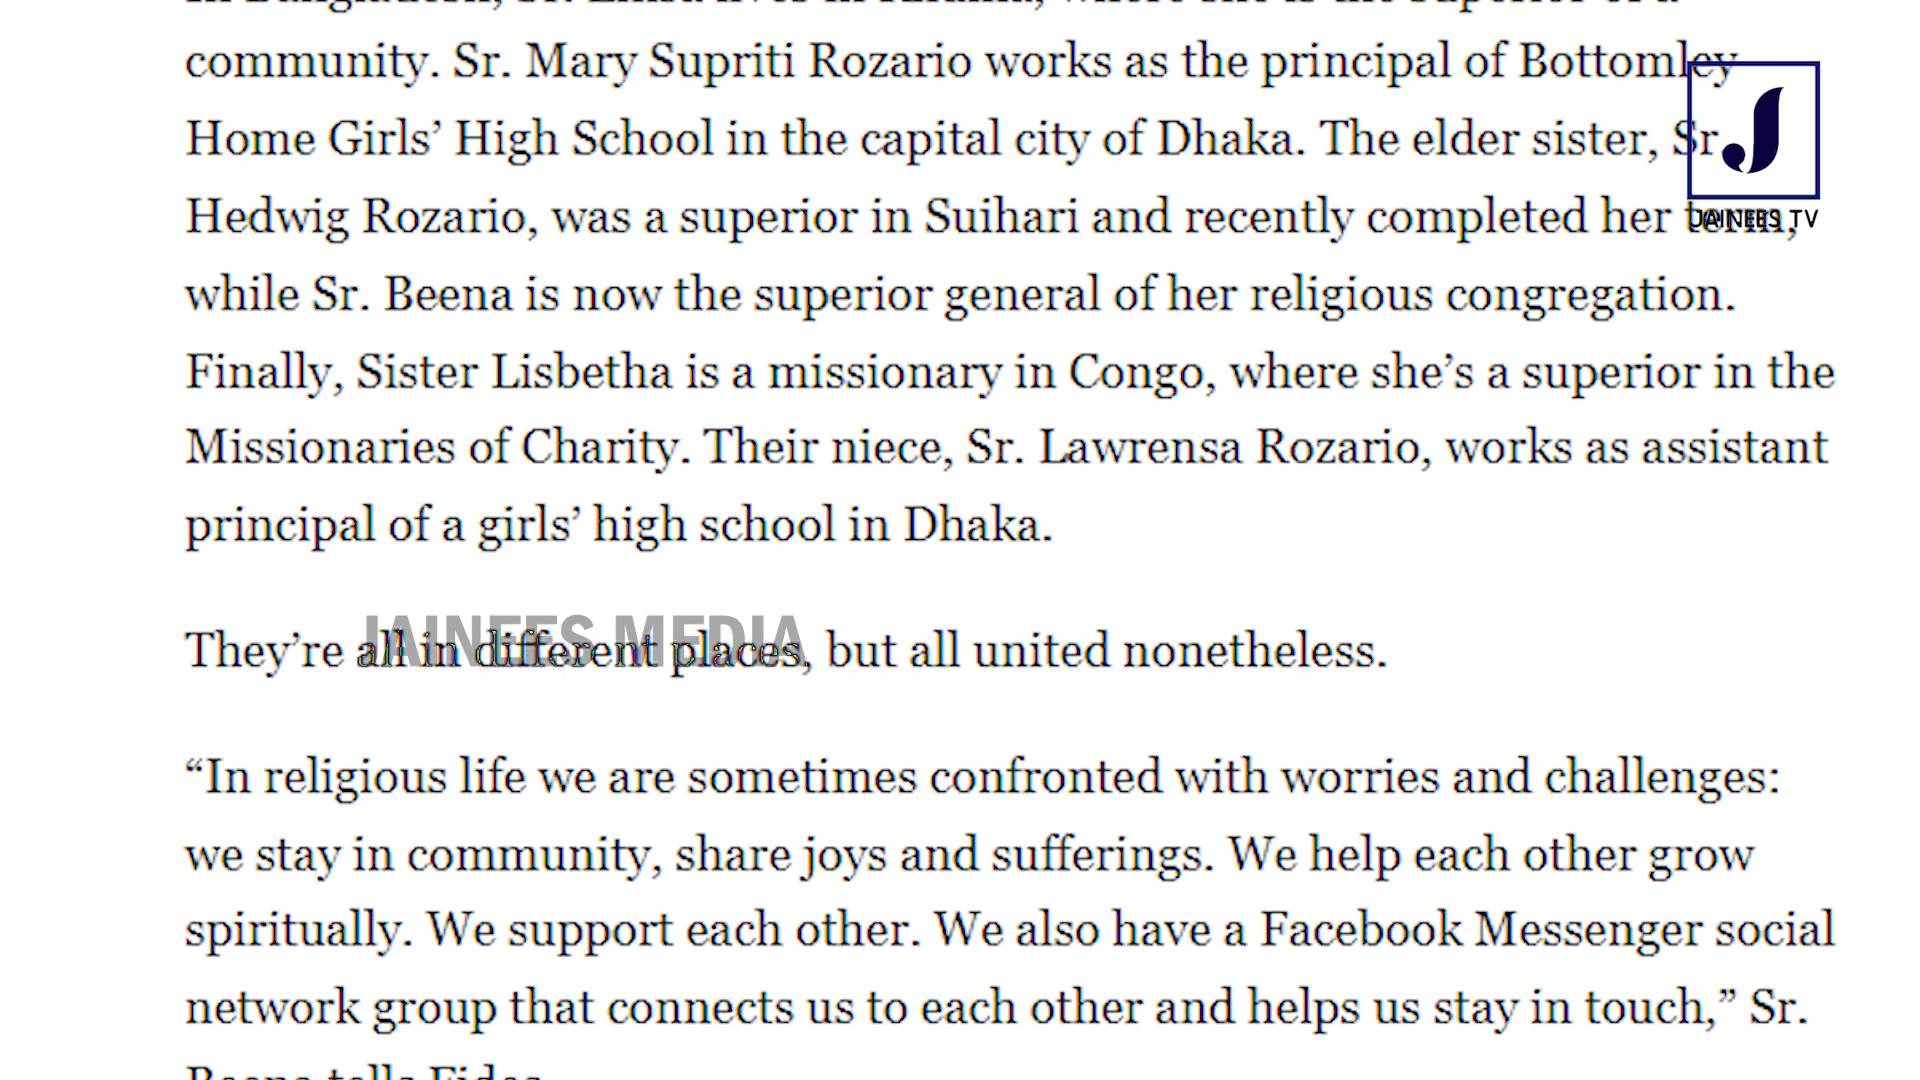 community. Sr. Mary Supriti Rozario works as the principal of Bottomley
Home Girls’ High School in the capital city of Dhaka. The elder sister, Sr.
Hedwig Rozario, was a superior in Suihari and recently completed her term,
while Sr. Beena is now the superior general of her religious congregation.
Finally, Sister Lisbetha is a missionary in Congo, where she’s a superior in the
Missionaries of Charity. Their niece, Sr. Lawrensa Rozario, works as assistant
principal of a girls’ high school in Dhaka.
They’re all in different places, but all united nonetheless.
“In religious life we are sometimes confronted with worries and challenges:
we stay in community, share joys and sufferings. We help each other grow
spiritually. We support each other. We also have a Facebook Messenger social
network group that connects us to each other and helps us stay in touch,” Sr.
J
JAINEES TV
JAINEES MEDIA